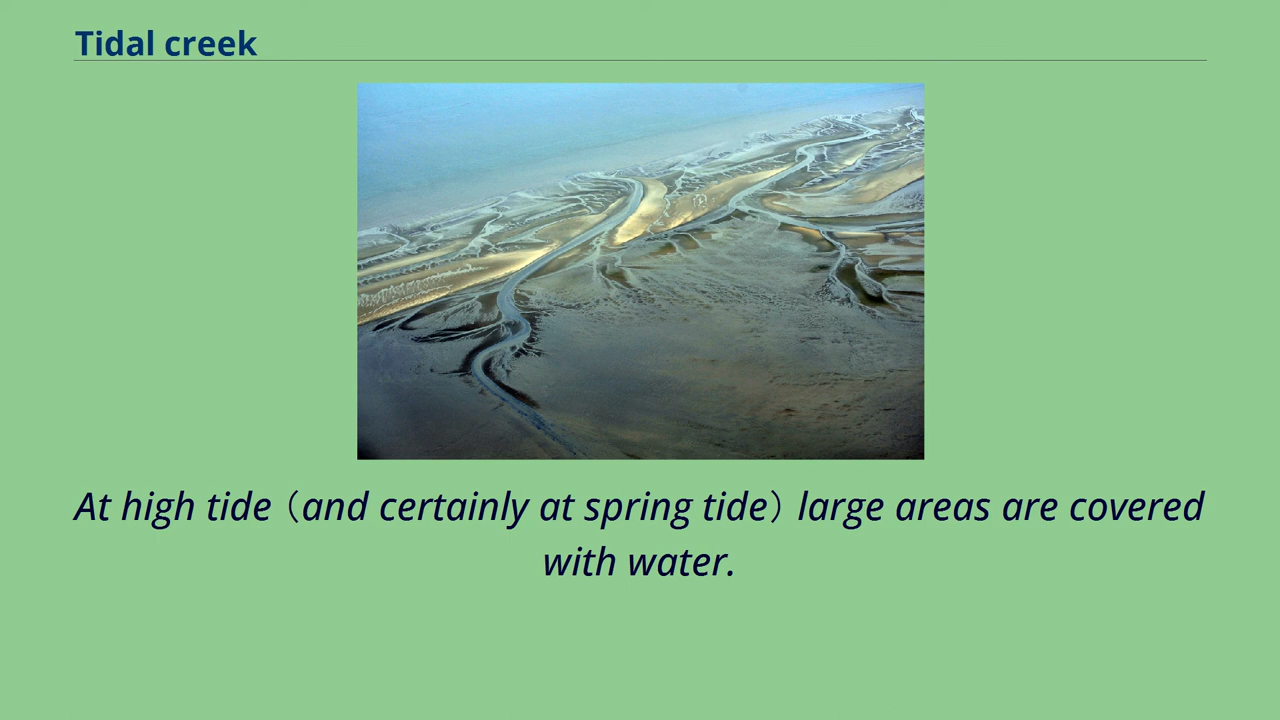 Tidal creek
At high tide (and certainly at spring tide) large areas are covered
with water.